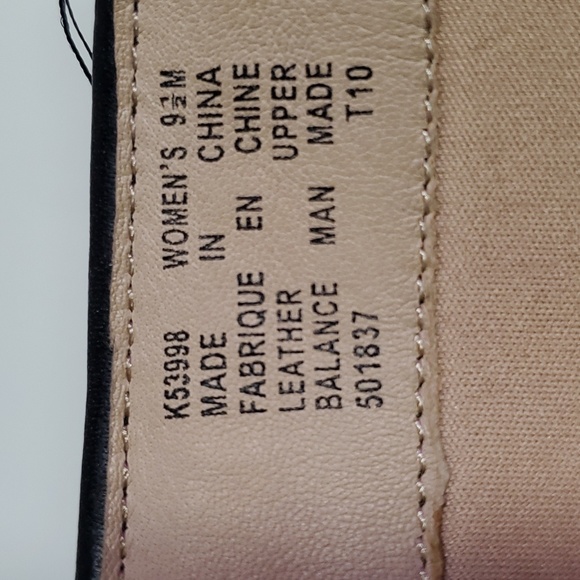 K53998 WOMEN'S 9½M
MADE IN CHINA
FABRIQUE EN CHINE
LEATHER UPPER
BALANCE MAN MADE
501837 T10